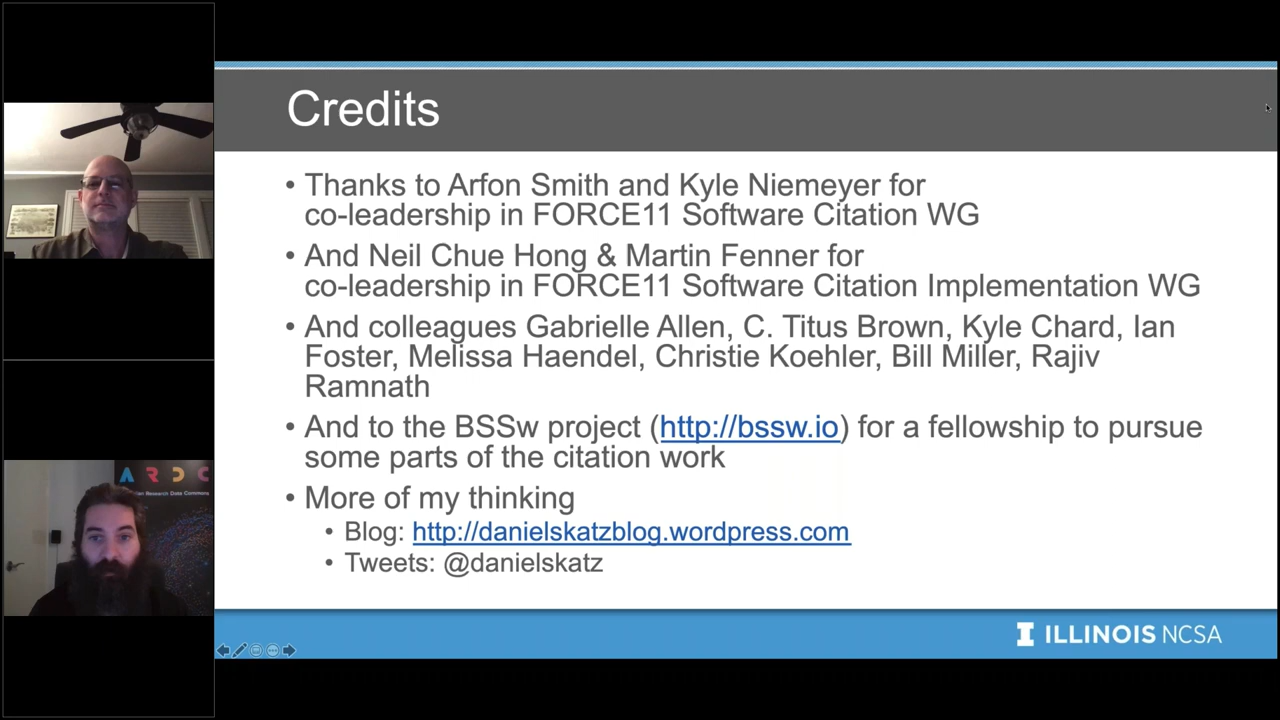 Credits
• Thanks to Arfon Smith and Kyle Niemeyer for
co-leadership in FORCE11 Software Citation WG
• And Neil Chue Hong & Martin Fenner for
co-leadership in FORCE11 Software Citation Implementation WG
• And colleagues Gabrielle Allen, C. Titus Brown, Kyle Chard, Ian
Foster, Melissa Haendel, Christie Koehler, Bill Miller, Rajiv
Ramnath
• And to the BSSw project (http://bssw.io) for a fellowship to pursue
some parts of the citation work
• More of my thinking
• Blog: http://danielskatzblog.wordpress.com
• Tweets: @danielskatz
ILLINOIS NCSA
ARDC
Research Data Commons